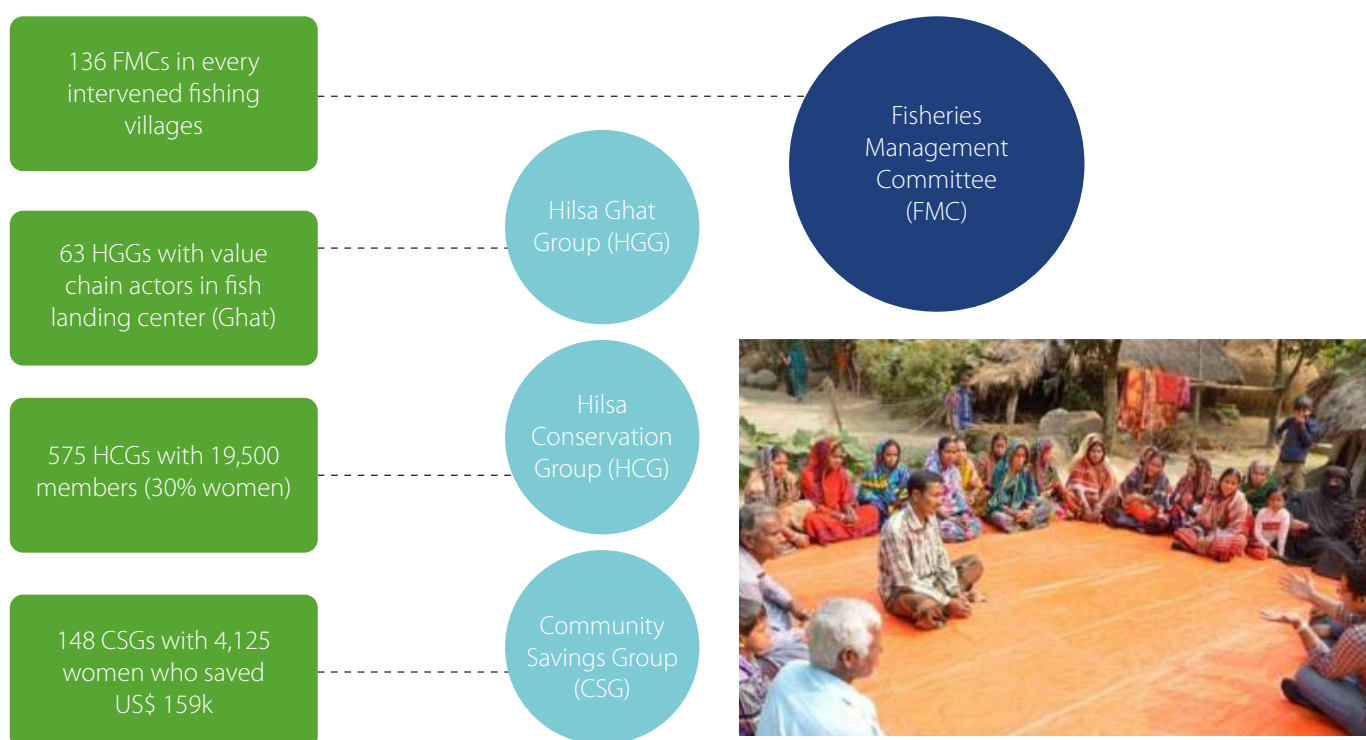 136 FMCs in every
intervened fishing
villages
Fisheries
Management
Committee
(FMC)
63 HGGs with value
chain actors in fish
landing center (Ghat)
Hilsa Ghat
Group (HGG)
575 HCGs with 19,500
members (30% women)
Hilsa
Conservation
Group (HCG)
148 CSGs with 4,125
women who saved
US$ 159k
Community
Savings Group
(CSG)